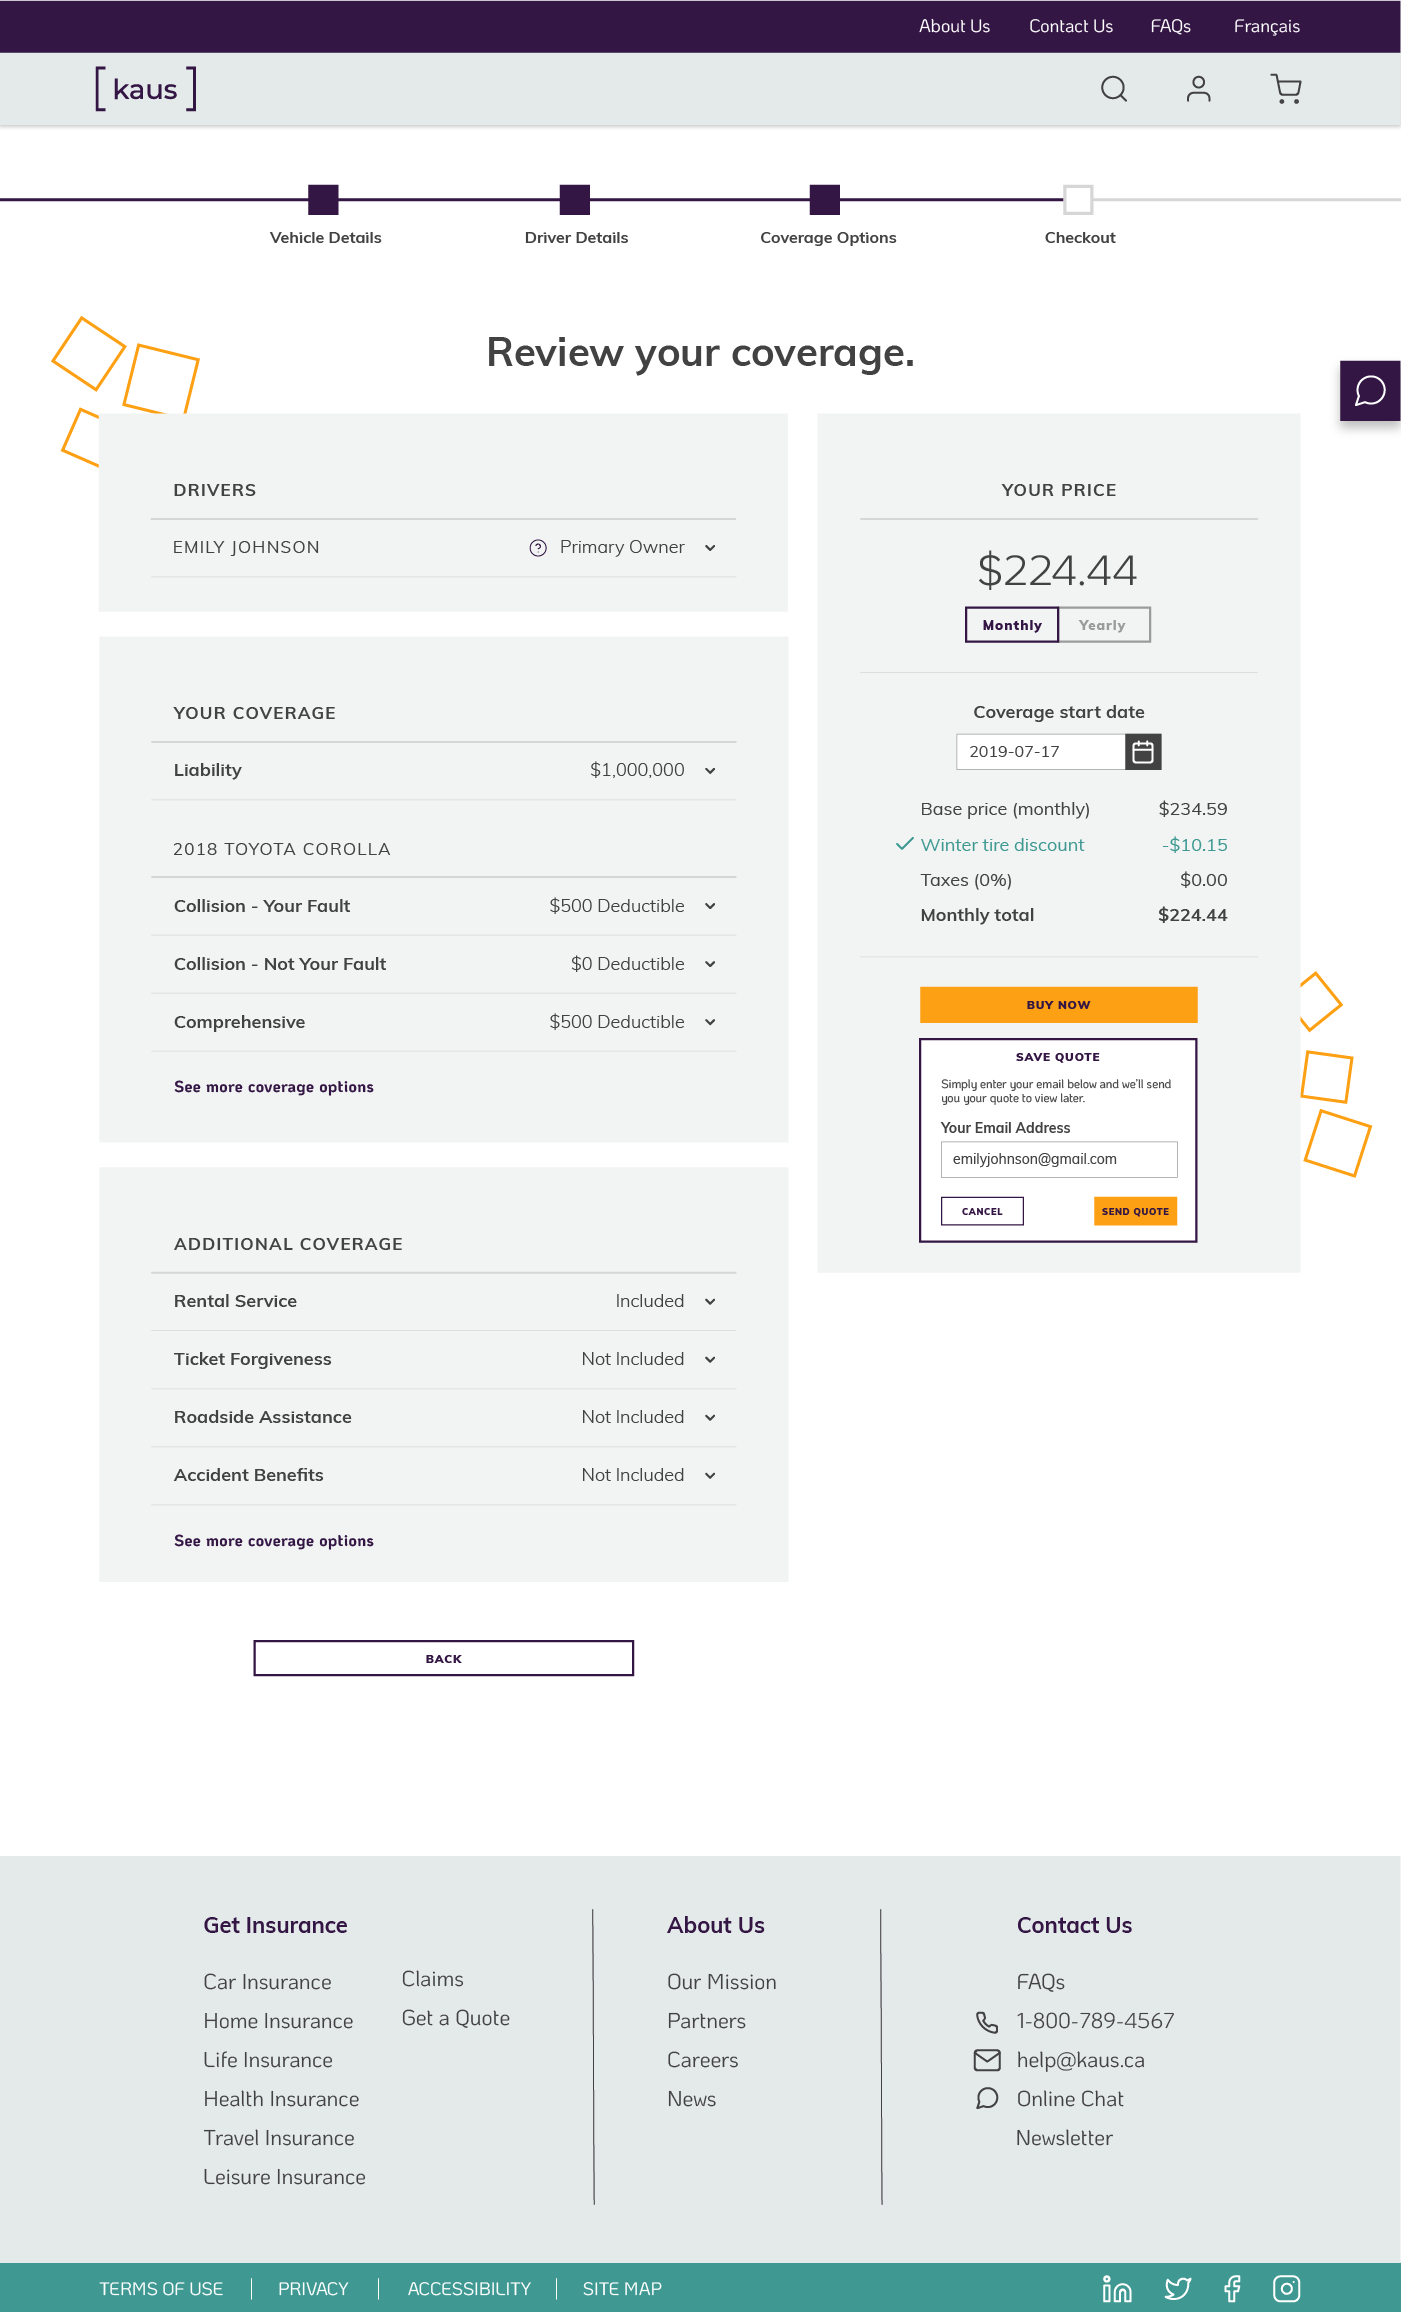 About Us Contact Us FAQs Français
[ kaus ]
Vehicle Details Driver Details Coverage Options Checkout
Review your coverage.
DRIVERS
EMILY JOHNSON Primary Owner
YOUR COVERAGE
Liability $1,000,000
2018 TOYOTA COROLLA
Collision - Your Fault $500 Deductible
Collision - Not Your Fault $0 Deductible
Comprehensive $500 Deductible
See more coverage options
ADDITIONAL COVERAGE
Rental Service Included
Ticket Forgiveness Not Included
Roadside Assistance Not Included
Accident Benefits Not Included
See more coverage options
BACK
YOUR PRICE
$224.44
Monthly Yearly
Coverage start date
2019-07-17
Base price (monthly) $234.59
Winter tire discount -$10.15
Taxes (0%) $0.00
Monthly total $224.44
BUY NOW
SAVE QUOTE
Simply enter your email below and we'll send
you your quote to view later.
Your Email Address
emilyjohnson@gmail.com
CANCEL SEND QUOTE
Get Insurance
Car Insurance
Home Insurance
Life Insurance
Health Insurance
Travel Insurance
Leisure Insurance
Claims
Get a Quote
About Us
Our Mission
Partners
Careers
News
Contact Us
FAQs
1-800-789-4567
help@kaus.ca
Online Chat
Newsletter
TERMS OF USE PRIVACY ACCESSIBILITY SITE MAP